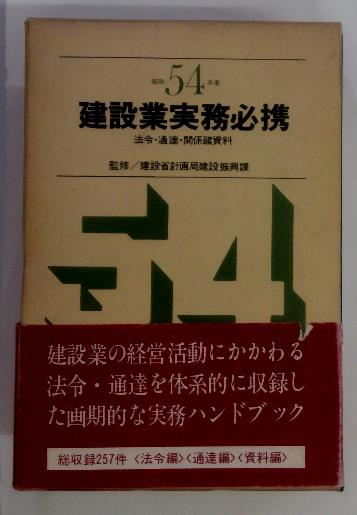 昭和54年度
建設業実務必携
法令・通達・関係諸資料
監修／建設省計画局建設振興課
54
建設業の経営活動にかかわる
法令・通達を体系的に収録し
た画期的な実務ハンドブック
総収録257件〈法令編〉〈通達編〉〈資料編〉